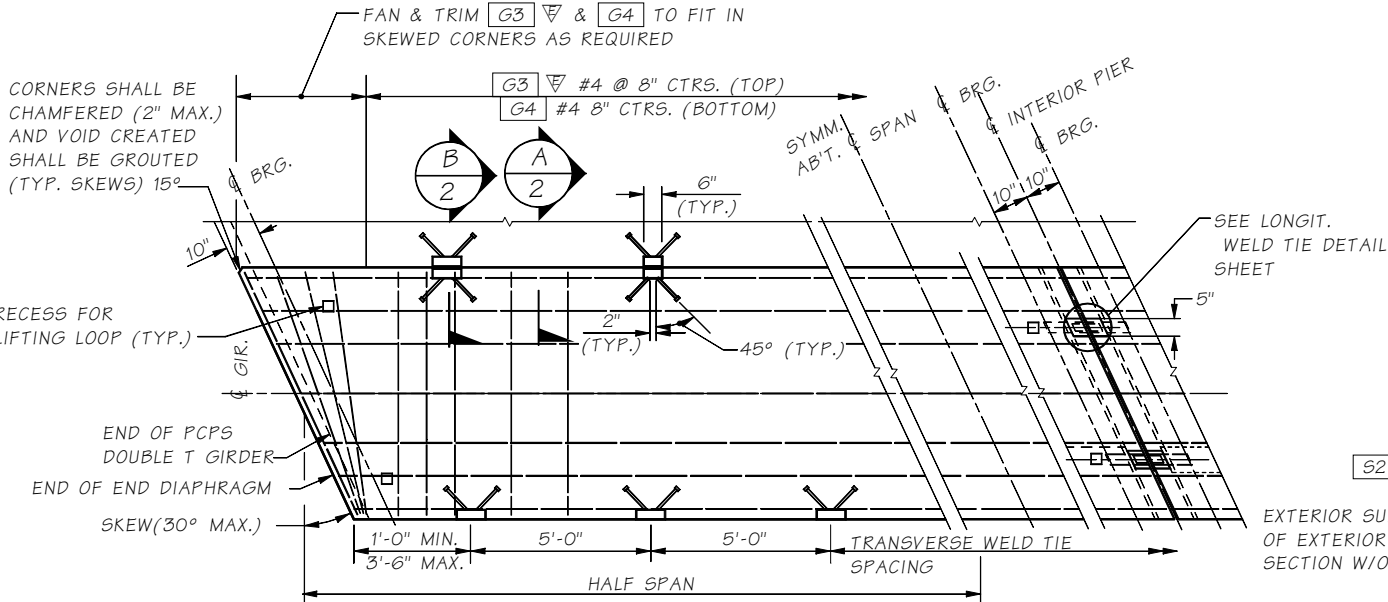 FAN & TRIM G3 E & G4 TO FIT IN
SKEWED CORNERS AS REQUIRED
CORNERS SHALL BE
CHAMFERED (2" MAX.)
AND VOID CREATED
SHALL BE GROUTED
(TYP. SKEWS) 15°
G3 E #4 @ 8" CTRS. (TOP)
G4 #4 8" CTRS. (BOTTOM)
℄ BRG.
B
2
A
2
6"
(TYP.)
SYMM.
AB'T. ℄ SPAN
℄ BRG.
℄ INTERIOR PIER
℄ BRG.
10"
10"
10"
SEE LONGIT.
WELD TIE DETAIL
SHEET
5"
RECESS FOR
LIFTING LOOP (TYP.)
2"
(TYP.)
45° (TYP.)
℄ GIR.
END OF PCPS
DOUBLE T GIRDER
END OF END DIAPHRAGM
SKEW(30° MAX.)
1'-0" MIN.
3'-6" MAX.
5'-0"
5'-0"
TRANSVERSE WELD TIE
SPACING
HALF SPAN
S2
EXTERIOR SU
OF EXTERIOR
SECTION W/O